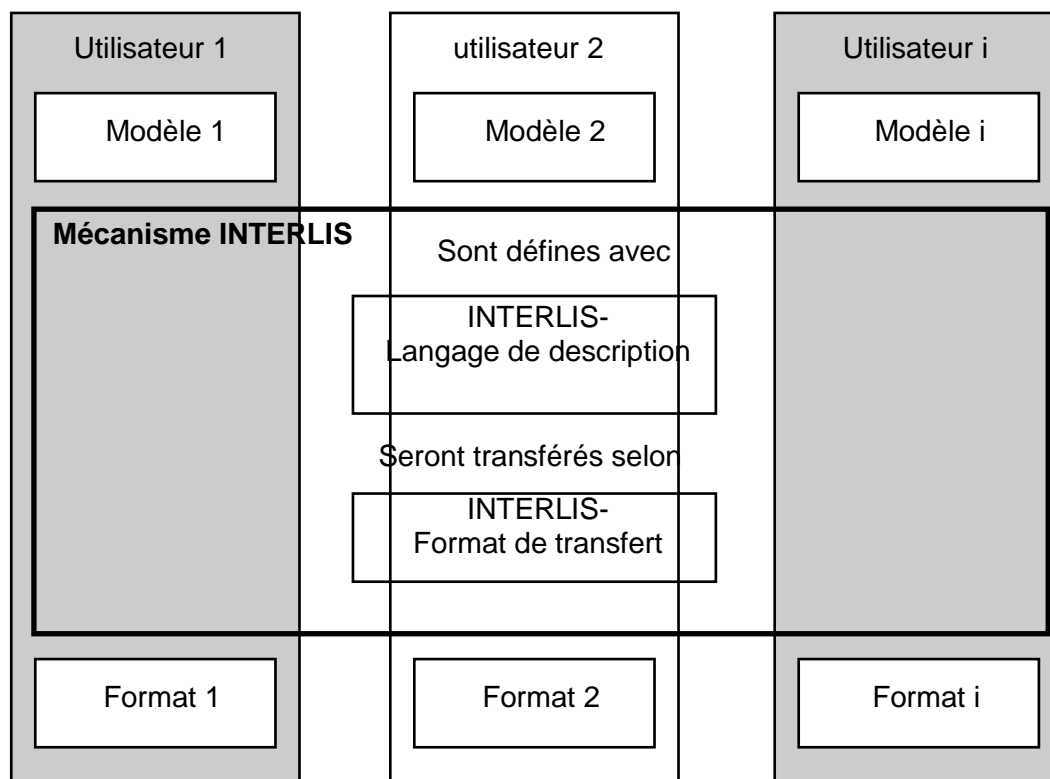 Utilisateur 1
utilisateur 2
Utilisateur i
Modèle 1
Modèle 2
Modèle i
Mécanisme INTERLIS
Sont défines avec
INTERLIS-
Langage de description
Seront transférés selon
INTERLIS-
Format de transfert
Format 1
Format 2
Format i